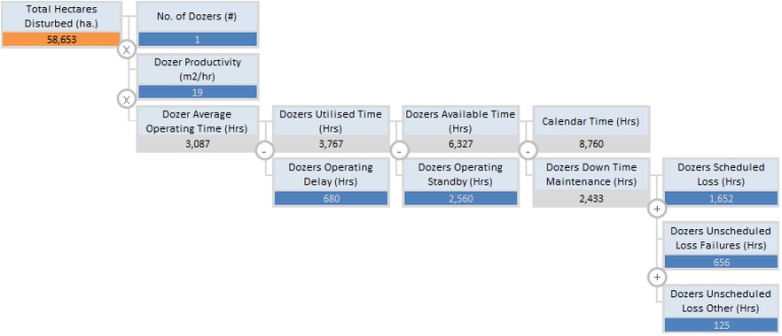 Total Hectares
Disturbed (ha.)
58,653
No. of Dozers (#)
1
X
Dozer Productivity
(m2/hr)
19
X
Dozer Average
Operating Time (Hrs)
3,087
Dozers Utilised Time
(Hrs)
3,767
Dozers Available Time
(Hrs)
6,327
Calendar Time (Hrs)
8,760
-
-
-
Dozers Operating
Delay (Hrs)
680
Dozers Operating
Standby (Hrs)
2,560
Dozers Down Time
Maintenance (Hrs)
2,433
Dozers Scheduled
Loss (Hrs)
1,652
+
Dozers Unscheduled
Loss Failures (Hrs)
656
+
Dozers Unscheduled
Loss Other (Hrs)
125